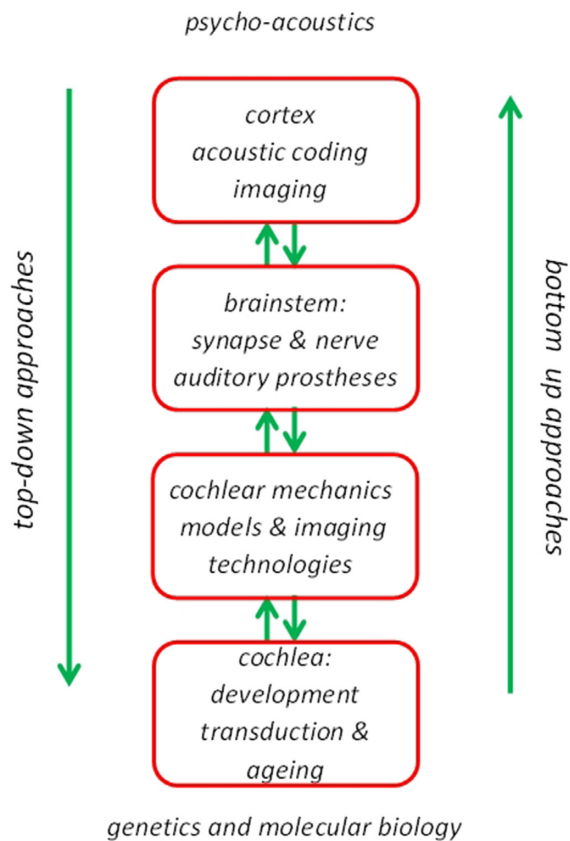 psycho-acoustics
cortex
acoustic coding
imaging
brainstem:
synapse & nerve
auditory prostheses
cochlear mechanics
models & imaging
technologies
cochlea:
development
transduction &
ageing
genetics and molecular biology
top-down approaches
bottom up approaches